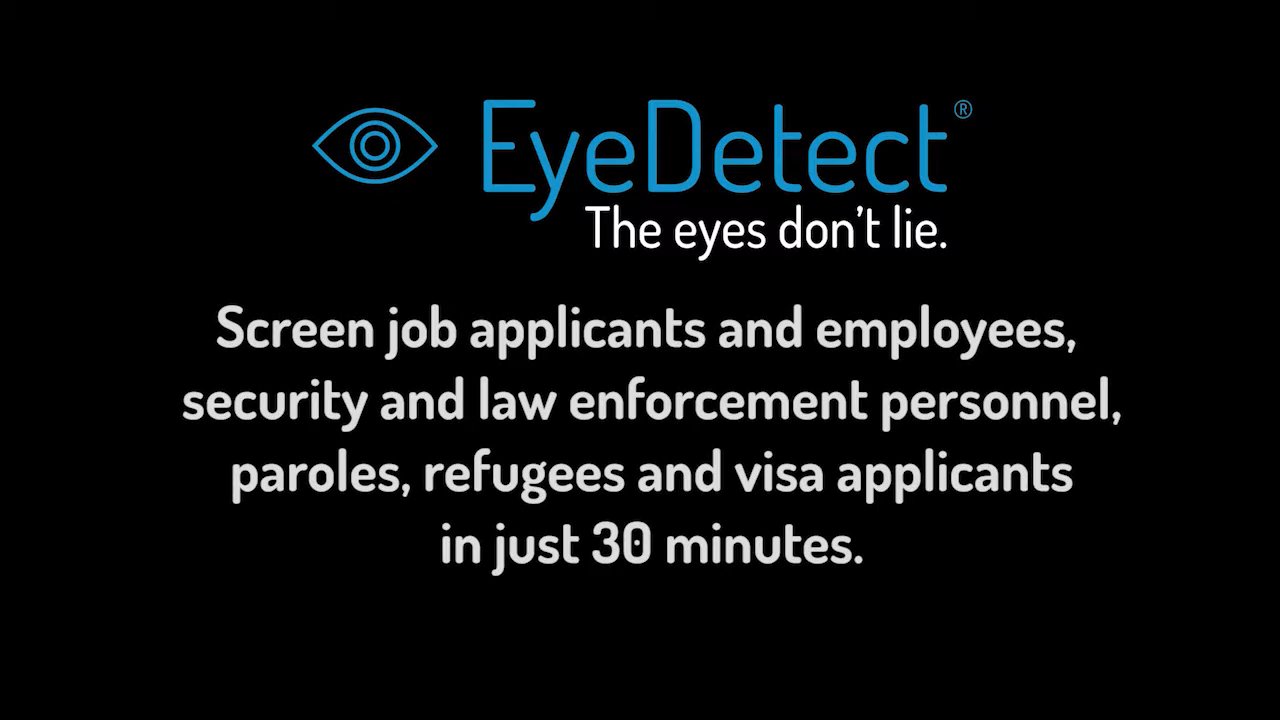 EyeDetect®
The eyes don't lie.
Screen job applicants and employees,
security and law enforcement personnel,
paroles, refugees and visa applicants
in just 30 minutes.